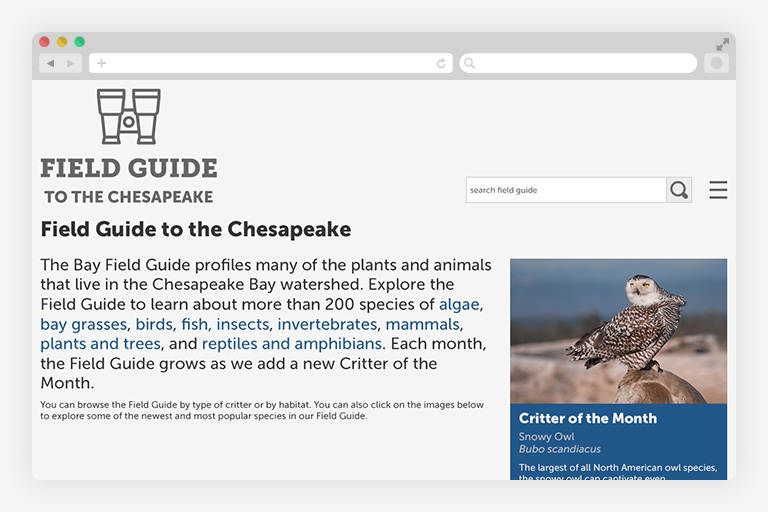 FIELD GUIDE
TO THE CHESAPEAKE
search field guide
Field Guide to the Chesapeake
The Bay Field Guide profiles many of the plants and animals
that live in the Chesapeake Bay watershed. Explore the
Field Guide to learn about more than 200 species of algae,
bay grasses, birds, fish, insects, invertebrates, mammals,
plants and trees, and reptiles and amphibians. Each month,
the Field Guide grows as we add a new Critter of the
Month.
You can browse the Field Guide by type of critter or by habitat. You can also click on the images below
to explore some of the newest and most popular species in our Field Guide.
Critter of the Month
Snowy Owl
Bubo scandiacus
The largest of all North American owl species,
the snowy owl can captivate even